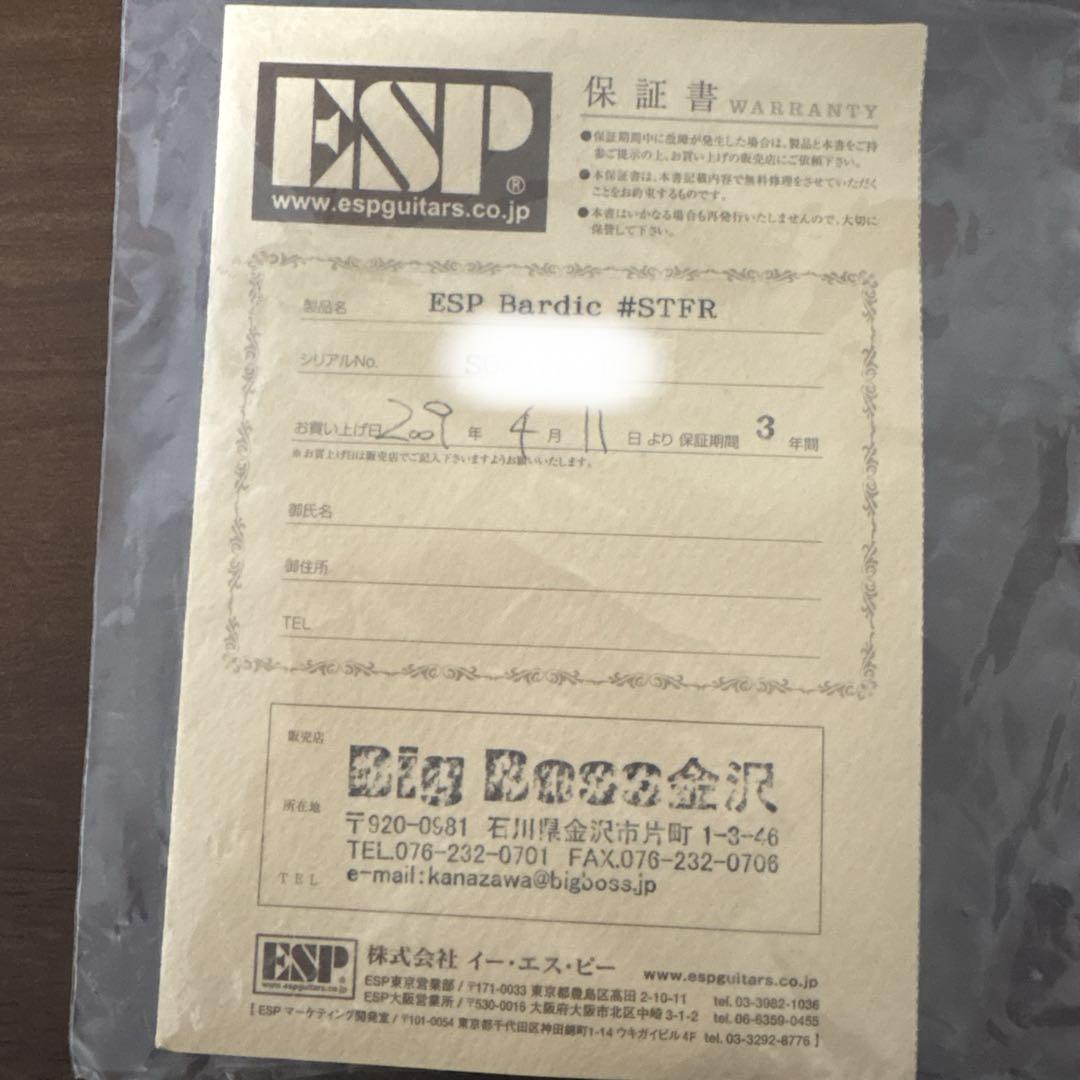 ESP®
www.espguitars.co.jp
保証書 WARRANTY
●保証期間中に故障が発生した場合は、製品と本書をご持
参ご提示の上、お買い上げの販売店にご依頼下さい。
●本保証書は、本書記載内容で無料修理をさせていただく
ことをお約束するものです。
●本書はいかなる場合も再発行いたしませんので、大切に
保管して下さい。
製品名 ESP Bardic #STFR
シリアルNo.
お買い上げ日 2009 年 4 月 11 日 より 保証期間 3 年間
※お買上げ日は販売店でご記入下さいますようお願いいたします。
御氏名
御住所
TEL
販売店 Big Boss金沢
所在地 〒920-0981 石川県金沢市片町 1-3-46
TEL.076-232-0701 FAX.076-232-0706
TEL e-mail:kanazawa@bigboss.jp
ESP
www.espguitars.co.jp
株式会社 イー・エス・ピー www.espguitars.co.jp
ESP東京営業部 / 〒171-0033 東京都豊島区高田 2-10-11 tel. 03-3982-1036
ESP大阪営業所 / 〒530-0016 大阪府大阪市北区中崎 3-1-2 tel. 06-6359-0455
[ ESP マーケティング開発室 / 〒101-0054 東京都千代田区神田錦町1-14 ウキガイビル4F tel. 03-3292-8776 ]